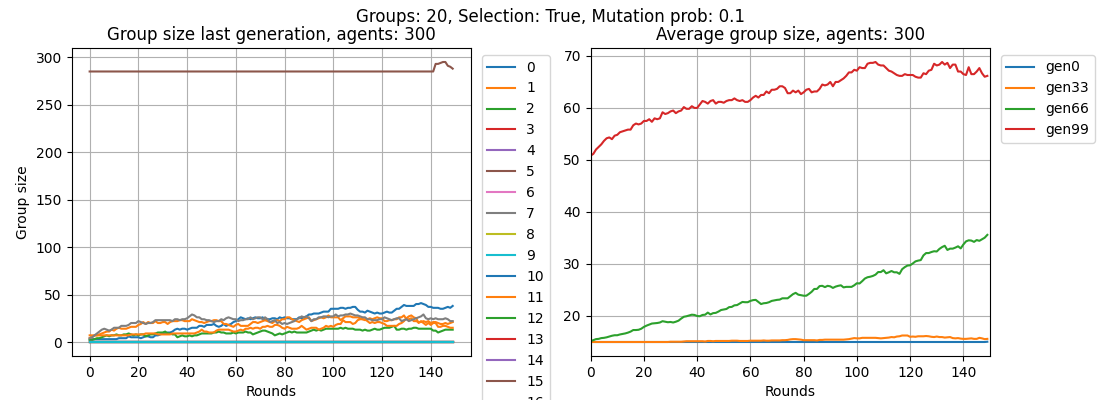 Groups: 20, Selection: True, Mutation prob: 0.1
Group size last generation, agents: 300
Group size
300
250
200
150
100
50
0
0 20 40 60 80 100 120 140
Rounds
0
1
2
3
4
5
6
7
8
9
10
11
12
13
14
15
Average group size, agents: 300
70
60
50
40
30
20
0 20 40 60 80 100 120 140
Rounds
gen0
gen33
gen66
gen99